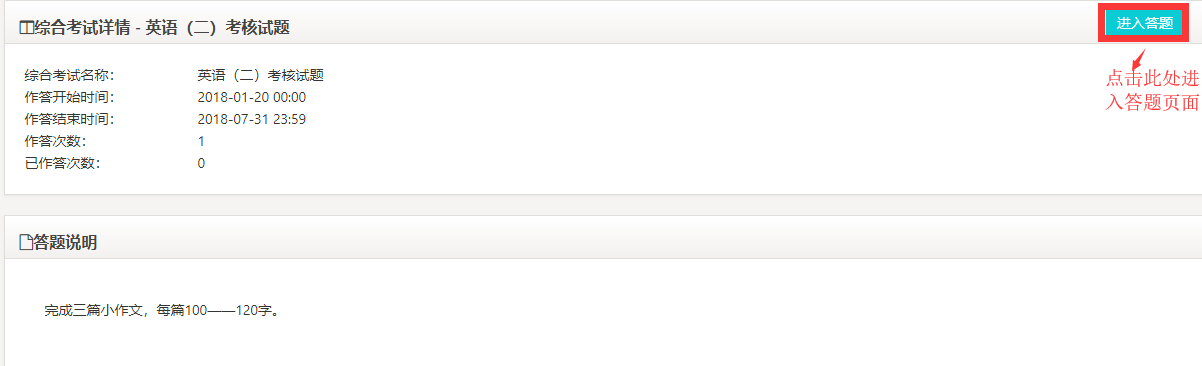 综合考试详情 - 英语（二）考核试题
进入答题
点击此处进
入答题页面
综合考试名称： 英语（二）考核试题
作答开始时间： 2018-01-20 00:00
作答结束时间： 2018-07-31 23:59
作答次数： 1
已作答次数： 0
答题说明
完成三篇小作文，每篇100——120字。